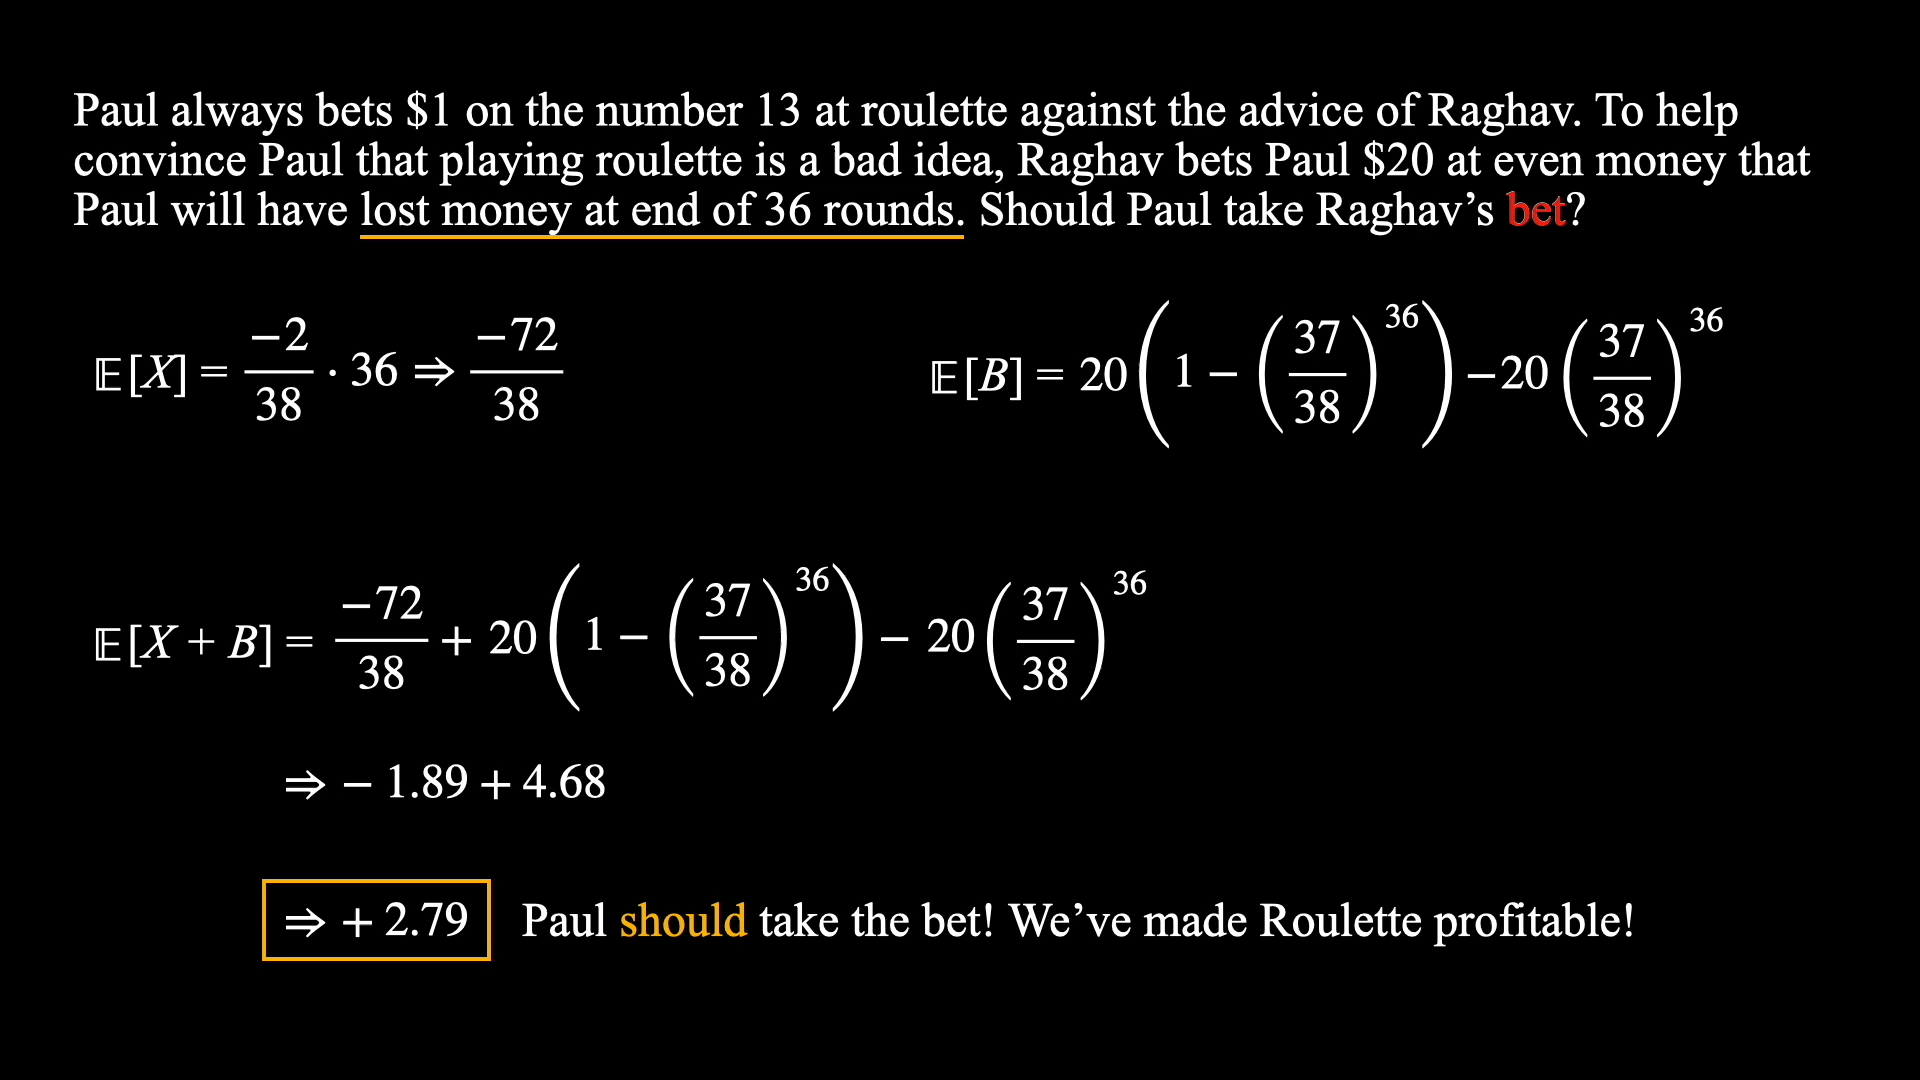 Paul always bets $1 on the number 13 at roulette against the advice of Raghav. To help
convince Paul that playing roulette is a bad idea, Raghav bets Paul $20 at even money that
Paul will have lost money at end of 36 rounds. Should Paul take Raghav’s bet?
𝔼[X] = −2/38 · 36 ⇒ −72/38
𝔼[B] = 20(1 − (37/38)^36) −20(37/38)^36
𝔼[X + B] = −72/38 + 20(1 − (37/38)^36) − 20(37/38)^36
⇒ − 1.89 + 4.68
⇒ + 2.79 Paul should take the bet! We’ve made Roulette profitable!